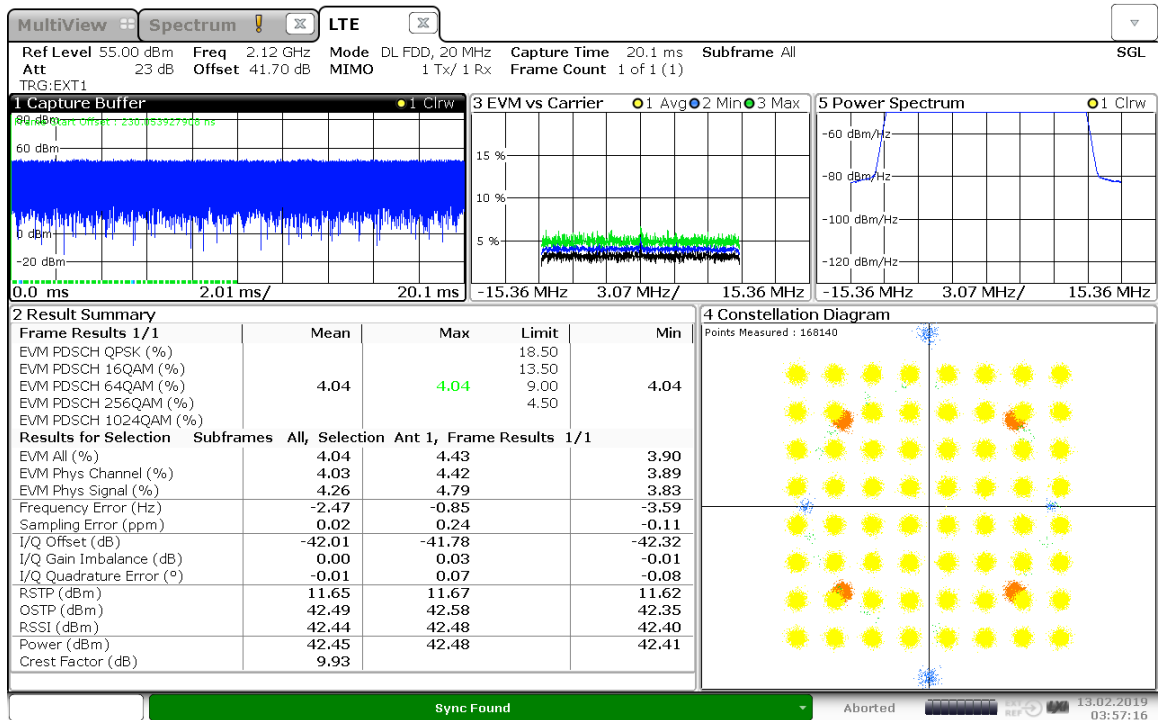 MultiView Spectrum LTE
Ref Level 55.00 dBm Freq 2.12 GHz Mode DL FDD, 20 MHz Capture Time 20.1 ms Subframe All SGL
Att 23 dB Offset 41.70 dB MIMO 1 Tx/ 1 Rx Frame Count 1 of 1 (1)
TRG:EXT1
1 Capture Buffer 1 Clrw
80 dBm
Frame Start Offset : 230.053927908 ns
60 dBm
0 dBm
-20 dBm
0.0 ms 2.01 ms/ 20.1 ms
3 EVM vs Carrier 1 Avg 2 Min 3 Max
15 %
10 %
5 %
-15.36 MHz 3.07 MHz/ 15.36 MHz
5 Power Spectrum 1 Clrw
-60 dBm/Hz
-80 dBm/Hz
-100 dBm/Hz
-120 dBm/Hz
-15.36 MHz 3.07 MHz/ 15.36 MHz
2 Result Summary
Frame Results 1/1 Mean Max Limit Min
EVM PDSCH QPSK (%) 18.50
EVM PDSCH 16QAM (%) 13.50
EVM PDSCH 64QAM (%) 4.04 4.04 9.00 4.04
EVM PDSCH 256QAM (%) 4.50
EVM PDSCH 1024QAM (%)
Results for Selection Subframes All, Selection Ant 1, Frame Results 1/1
EVM All (%) 4.04 4.43 3.90
EVM Phys Channel (%) 4.03 4.42 3.89
EVM Phys Signal (%) 4.26 4.79 3.83
Frequency Error (Hz) -2.47 -0.85 -3.59
Sampling Error (ppm) 0.02 0.24 -0.11
I/Q Offset (dB) -42.01 -41.78 -42.32
I/Q Gain Imbalance (dB) 0.00 0.03 -0.01
I/Q Quadrature Error (°) -0.01 0.07 -0.08
RSTP (dBm) 11.65 11.67 11.62
OSTP (dBm) 42.49 42.58 42.35
RSSI (dBm) 42.44 42.48 42.40
Power (dBm) 42.45 42.48 42.41
Crest Factor (dB) 9.93
4 Constellation Diagram
Points Measured : 168140
Sync Found
Aborted
EXT
REF
13.02.2019
03:57:16